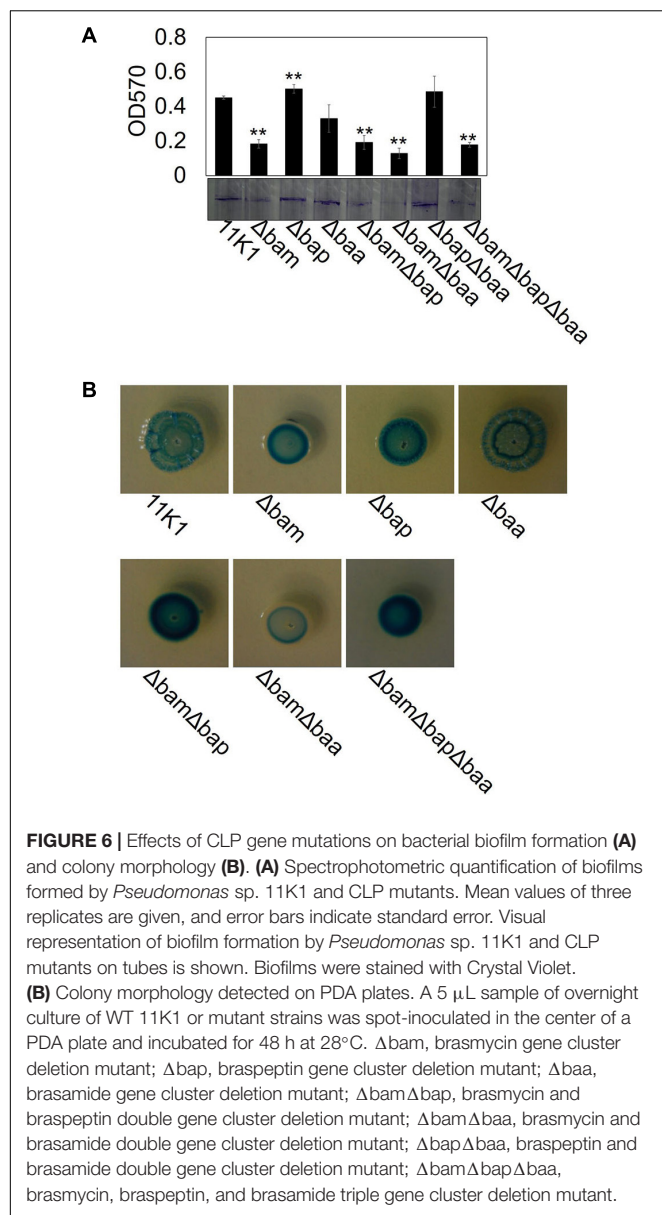 A
0.8
0.6
0.4
0.2
0
OD570
**
**
**
**
**
11K1
Δbam
Δbap
Δbaa
ΔbamΔbap
ΔbamΔbaa
ΔbapΔbaa
ΔbamΔbapΔbaa
B
11K1
Δbam
Δbap
Δbaa
ΔbamΔbap
ΔbamΔbaa
ΔbamΔbapΔbaa
FIGURE 6 | Effects of CLP gene mutations on bacterial biofilm formation (A)
and colony morphology (B). (A) Spectrophotometric quantification of biofilms
formed by Pseudomonas sp. 11K1 and CLP mutants. Mean values of three
replicates are given, and error bars indicate standard error. Visual
representation of biofilm formation by Pseudomonas sp. 11K1 and CLP
mutants on tubes is shown. Biofilms were stained with Crystal Violet.
(B) Colony morphology detected on PDA plates. A 5 μL sample of overnight
culture of WT 11K1 or mutant strains was spot-inoculated in the center of a
PDA plate and incubated for 48 h at 28°C. Δbam, brasmycin gene cluster
deletion mutant; Δbap, braspeptin gene cluster deletion mutant; Δbaa,
brasamide gene cluster deletion mutant; ΔbamΔbap, brasmycin and
braspeptin double gene cluster deletion mutant; ΔbamΔbaa, brasmycin and
brasamide double gene cluster deletion mutant; ΔbapΔbaa, braspeptin and
brasamide double gene cluster deletion mutant; ΔbamΔbapΔbaa,
brasmycin, braspeptin, and brasamide triple gene cluster deletion mutant.